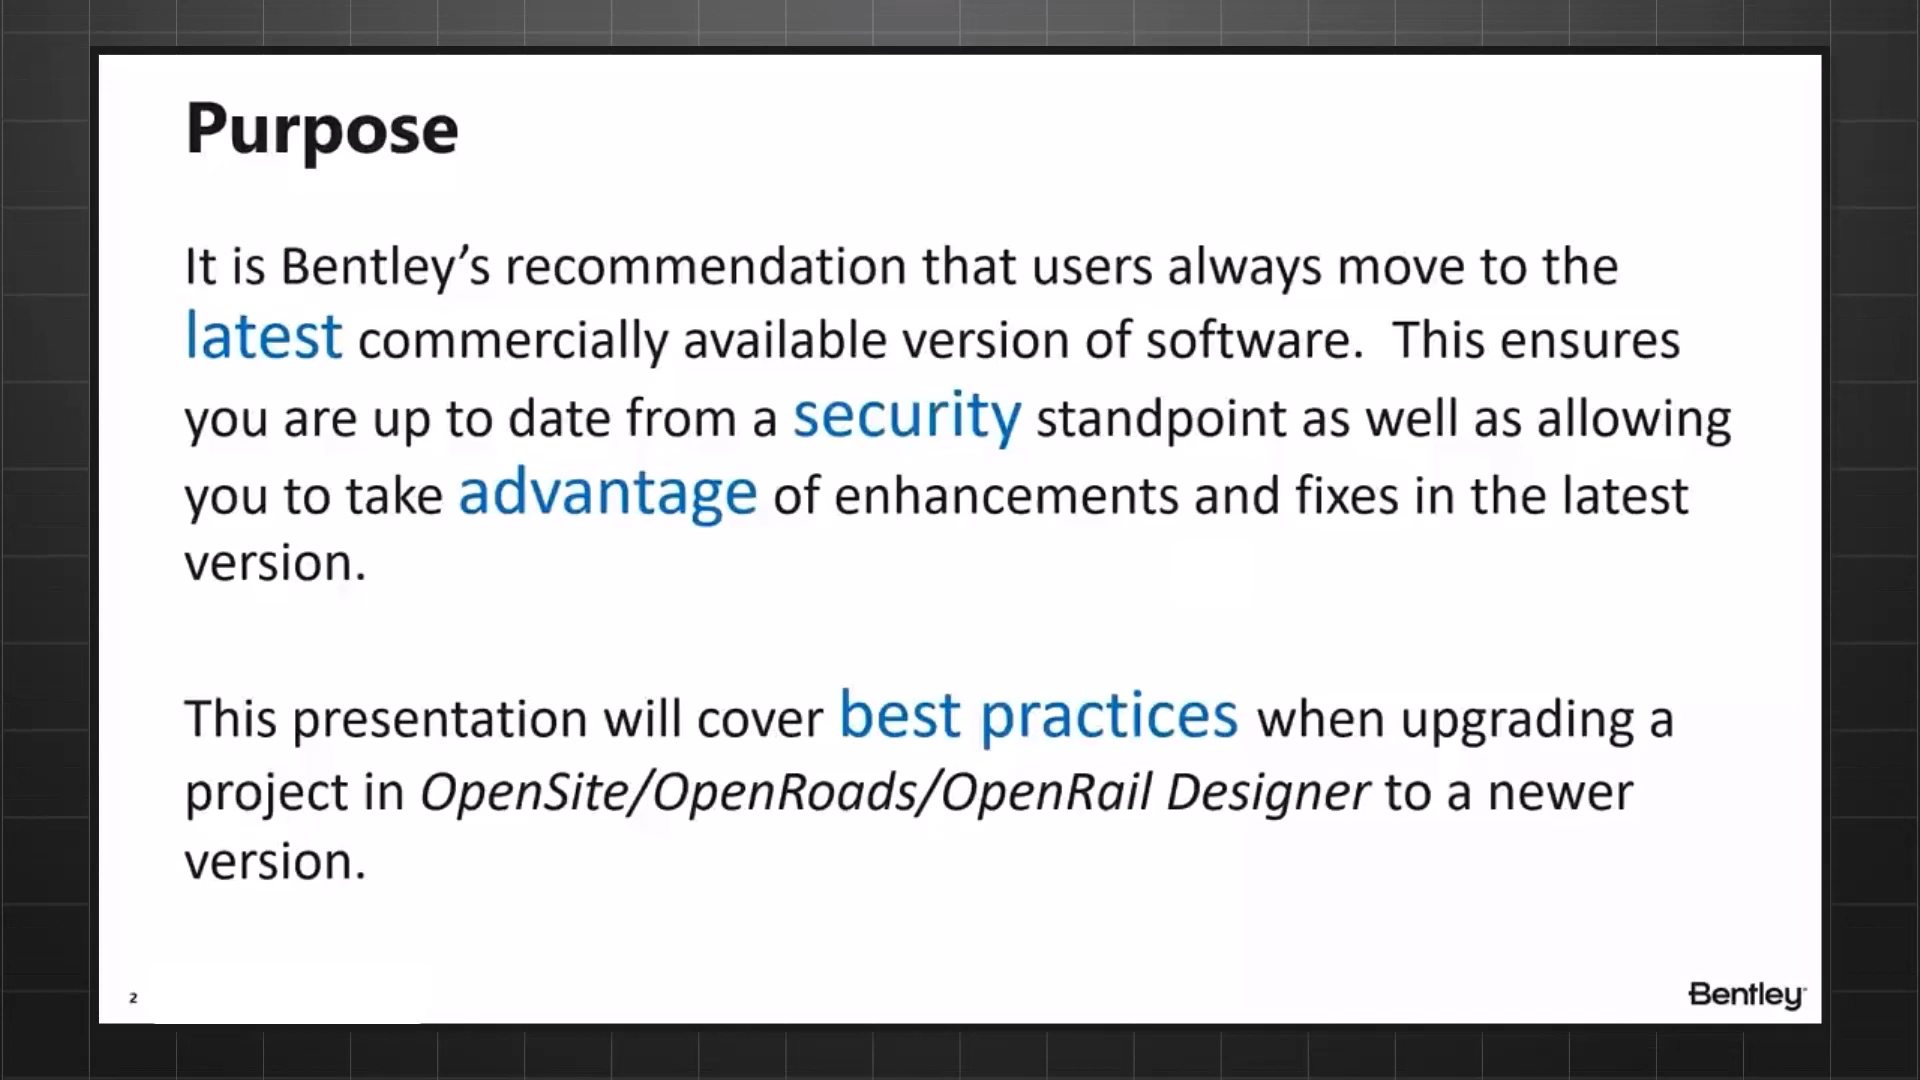 Purpose
It is Bentley’s recommendation that users always move to the
latest commercially available version of software.  This ensures
you are up to date from a security standpoint as well as allowing
you to take advantage of enhancements and fixes in the latest
version.
This presentation will cover best practices when upgrading a
project in OpenSite/OpenRoads/OpenRail Designer to a newer
version.
2
Bentley